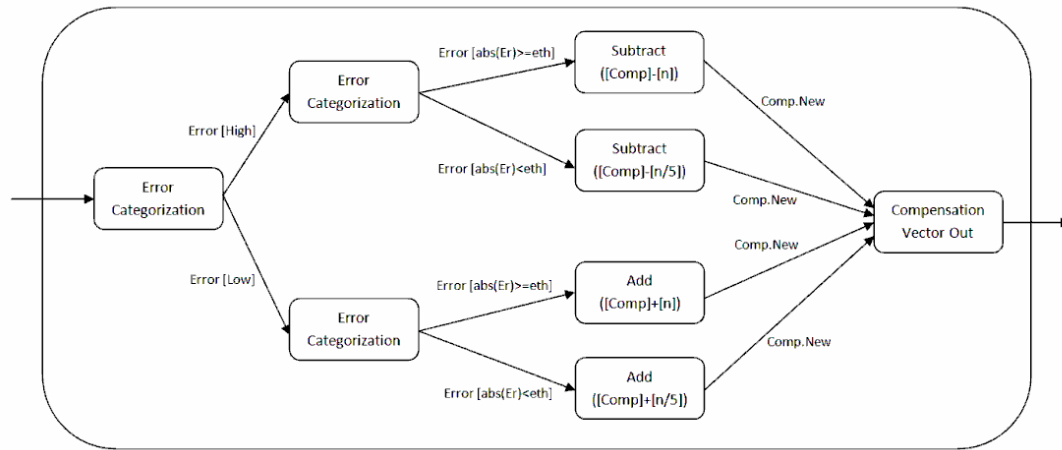 Error [abs(Er)>=eth]
Subtract
([Comp]-[n])
Error
Categorization
Comp.New
Error [High]
Subtract
([Comp]-[n/5])
Error [abs(Er)<eth]
Error
Categorization
Comp.New
Compensation
Vector Out
Comp.New
Error [Low]
Error [abs(Er)>=eth]
Add
([Comp]+[n])
Error
Categorization
Comp.New
Add
([Comp]+[n/5])
Error [abs(Er)<eth]